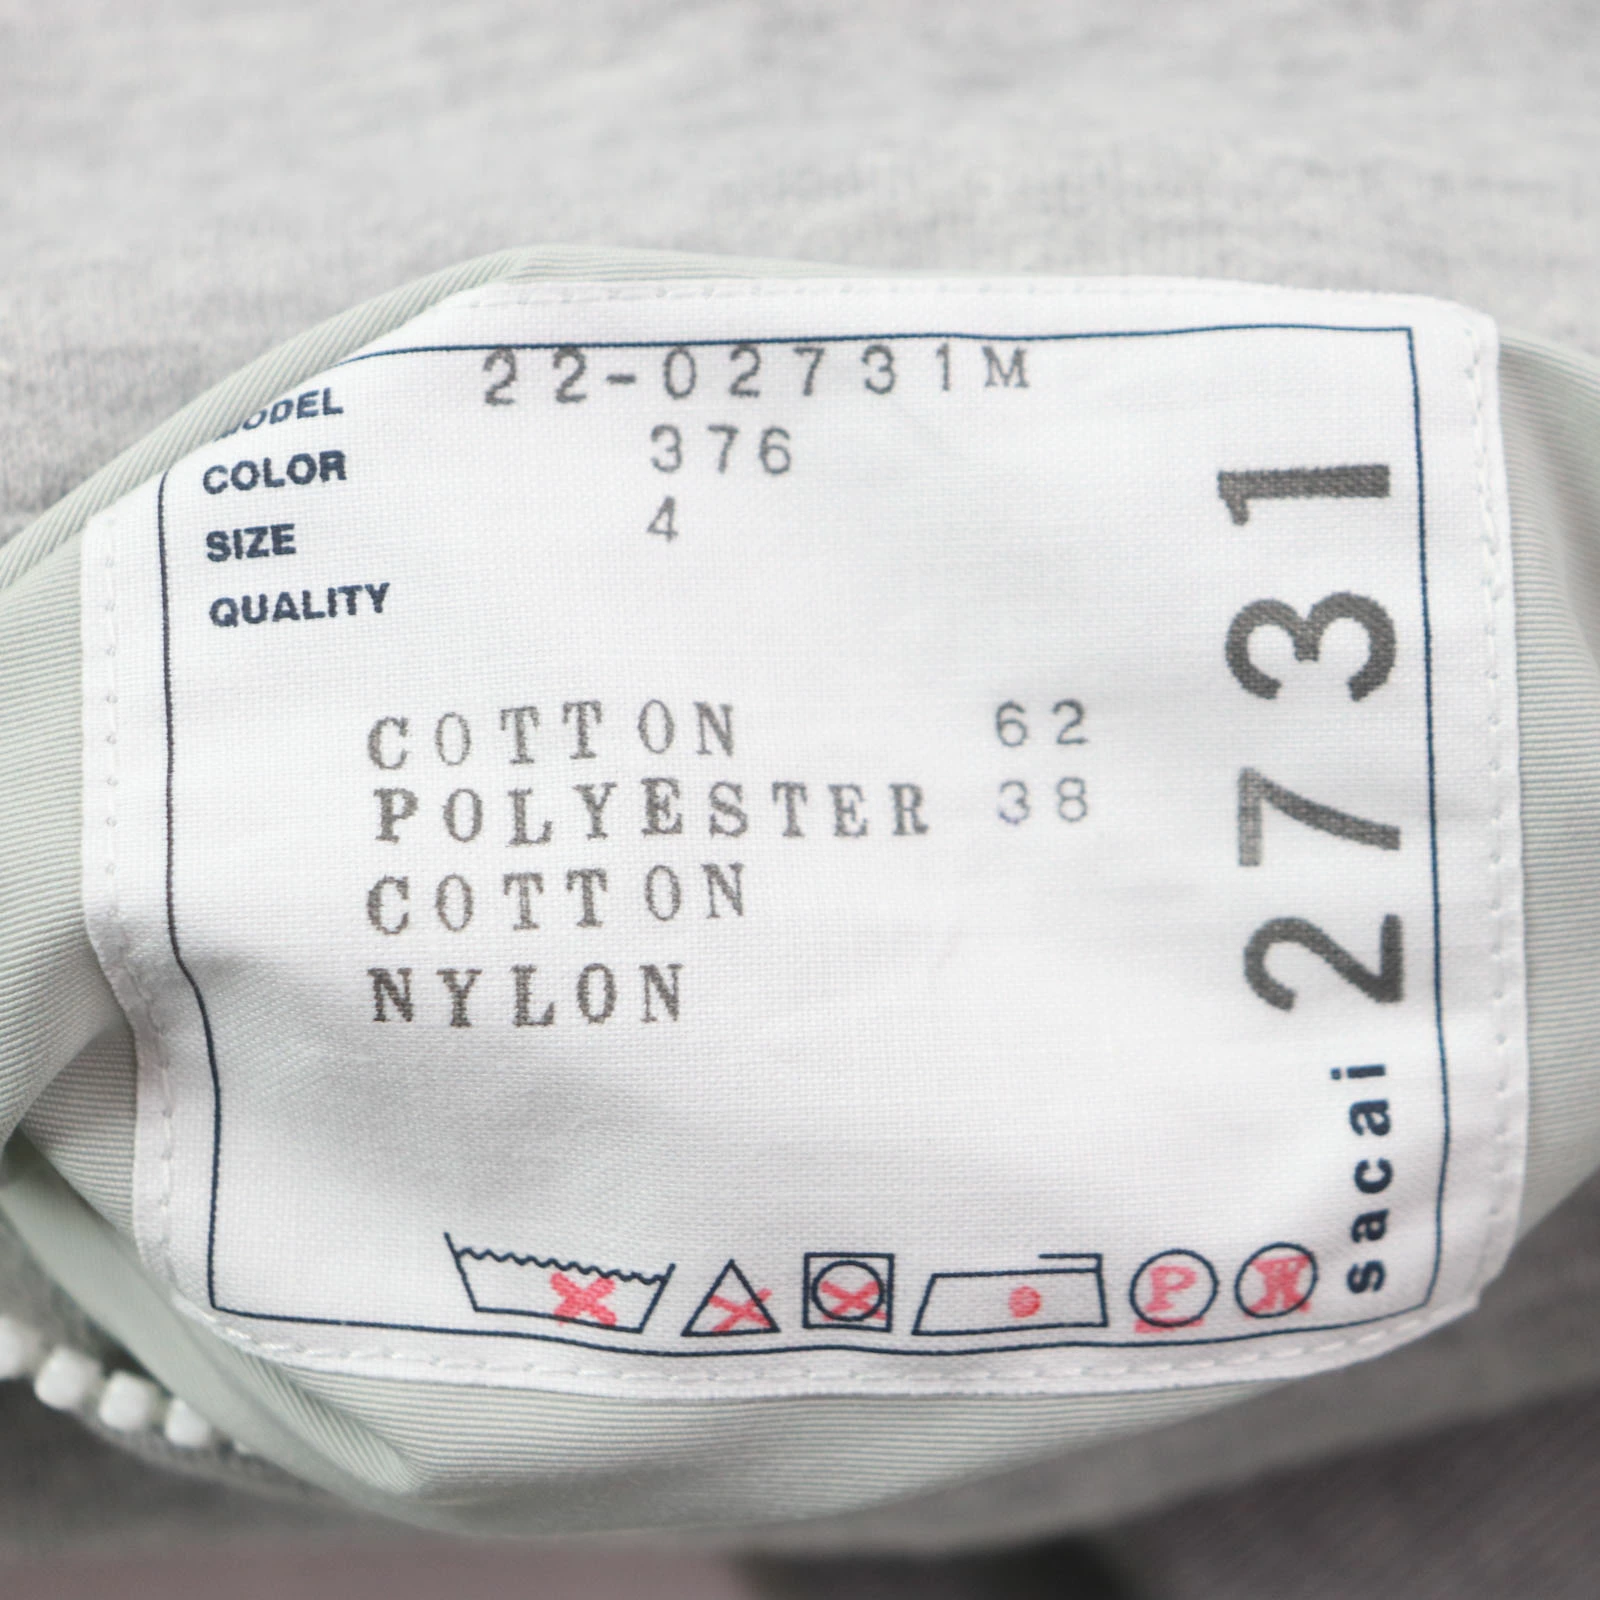 MODEL 22-02731M
COLOR 376
SIZE 4
QUALITY
COTTON 62
POLYESTER 38
COTTON
NYLON
P
W
sacai 2731